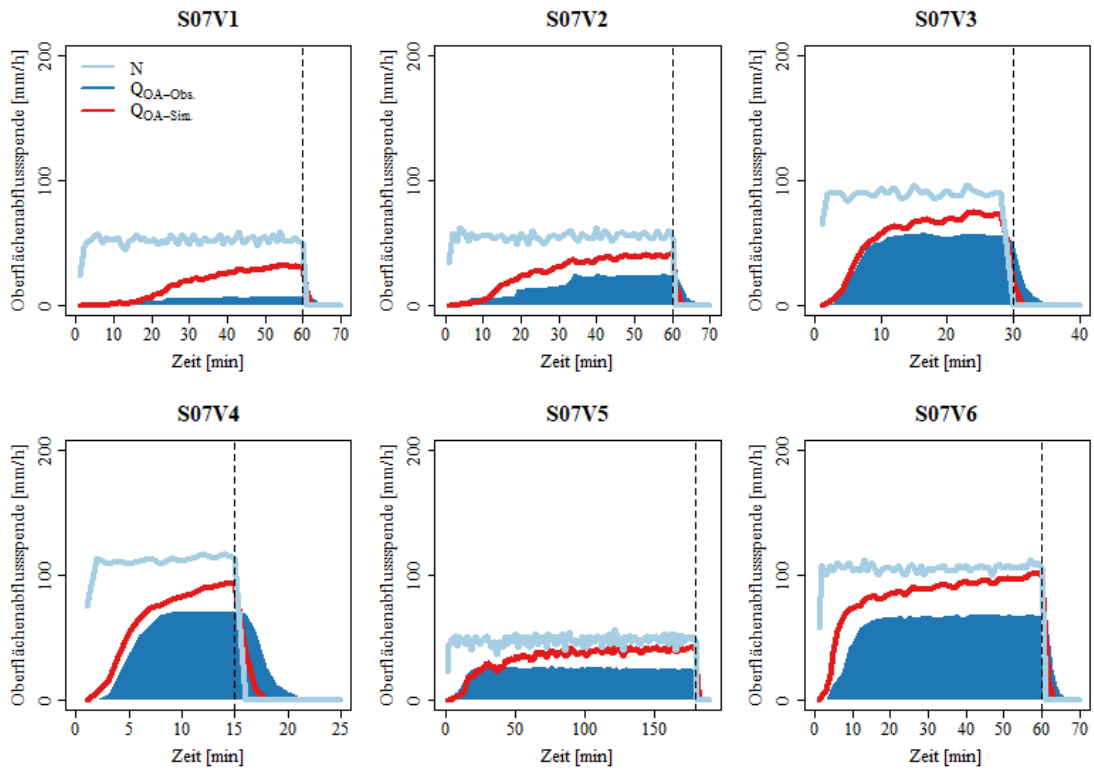 S07V1
S07V2
S07V3
Oberflächenabflussspende [mm/h]
0 100 200
N
QOA−Obs.
QOA−Sim.
0 10 20 30 40 50 60 70
Zeit [min]
Oberflächenabflussspende [mm/h]
0 100 200
0 10 20 30 40 50 60 70
Zeit [min]
Oberflächenabflussspende [mm/h]
0 100 200
0 10 20 30 40
Zeit [min]
S07V4
S07V5
S07V6
Oberflächenabflussspende [mm/h]
0 100 200
0 5 10 15 20 25
Zeit [min]
Oberflächenabflussspende [mm/h]
0 100 200
0 50 100 150
Zeit [min]
Oberflächenabflussspende [mm/h]
0 100 200
0 10 20 30 40 50 60 70
Zeit [min]